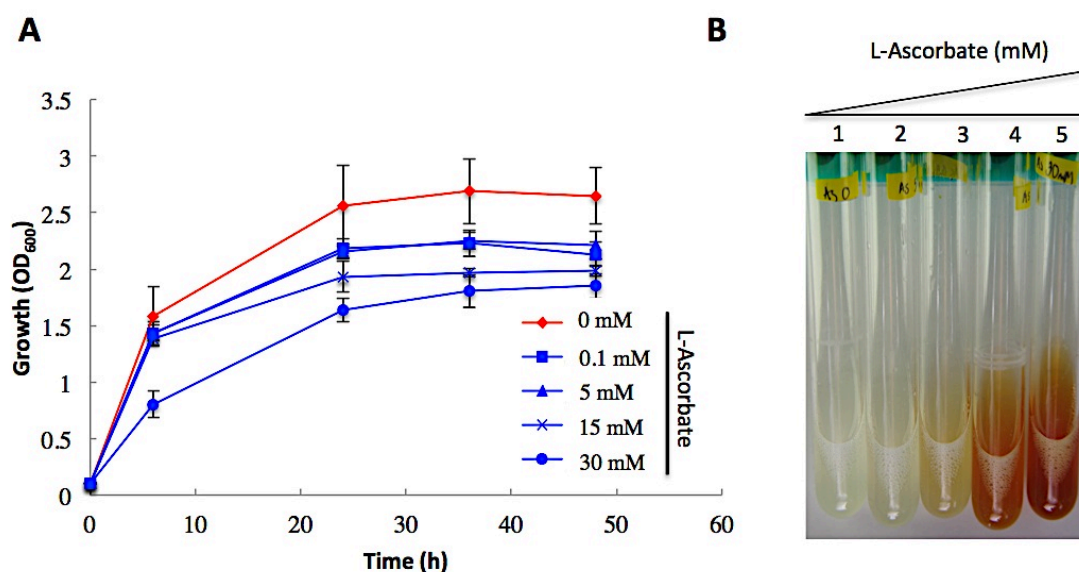 A
Growth (OD600)
3.5
3
2.5
2
1.5
1
0.5
0
0
10
20
30
40
50
60
Time (h)
0 mM
0.1 mM
5 mM
15 mM
30 mM
L-Ascorbate
B
L-Ascorbate (mM)
1 2 3 4 5
AS 0
AS
30mM